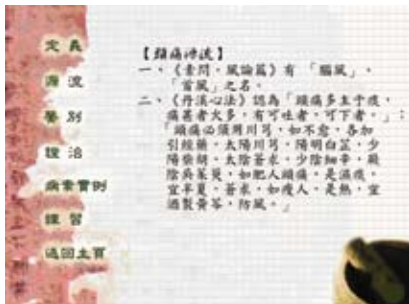 定義
源流
鑒別
證治
病案實例
練習
返回主頁
【頭痛源流】
一、《素問‧風論篇》有「腦風」、
「首風」之名。
二、《丹溪心法》認為「頭痛多主于痰,
痛甚者大多,有可吐者,可下者。」;
「頭痛必須用川芎,如不愈,各加
引經藥,太陽川芎,陽明白芷,少
陽柴胡,太陰蒼朮,少陰細辛,厥
陰吳茱萸,如肥人頭痛,是濕痰,
宜半夏、蒼朮,如瘦人,是熱,宜
酒製黃芩、防風。」